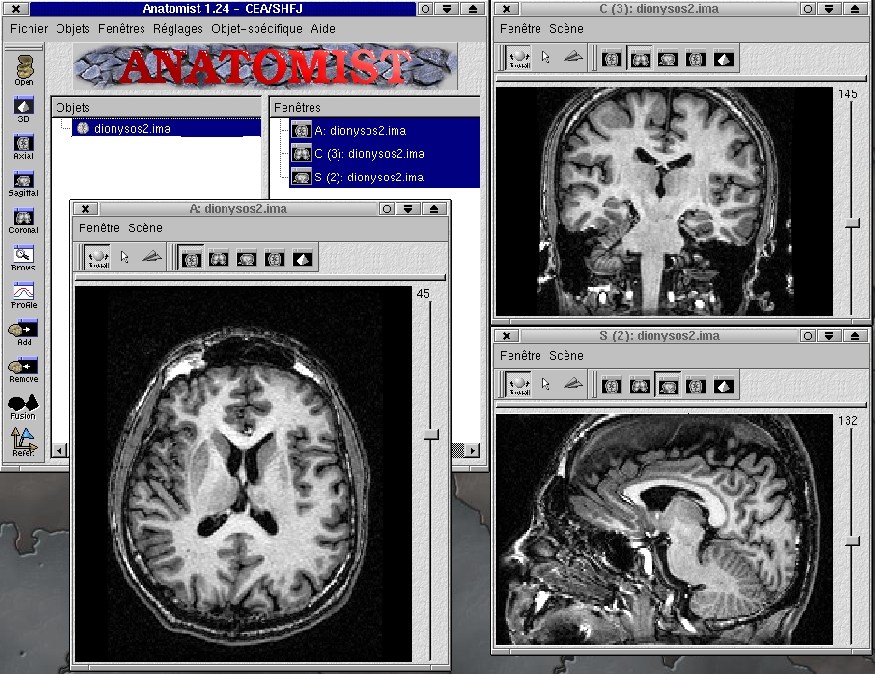 Anatomist 1.24 - CEA/SHFJ
Fichier Objets Fenêtres Réglages Objet-spécifique Aide
ANATOMIST
Open
3D
Axial
Sagittal
Coronal
Brows.
Profile
Add
Remove
Fusion
Refer.
Objets
dionysos2.ima
Fenêtres
A: dionysos2.ima
C (3): dionysos2.ima
S (2): dionysos2.ima
A: dionysos2.ima
Fenêtre Scène
45
C (3): dionysos2.ima
Fenêtre Scène
145
S (2): dionysos2.ima
Fenêtre Scène
132